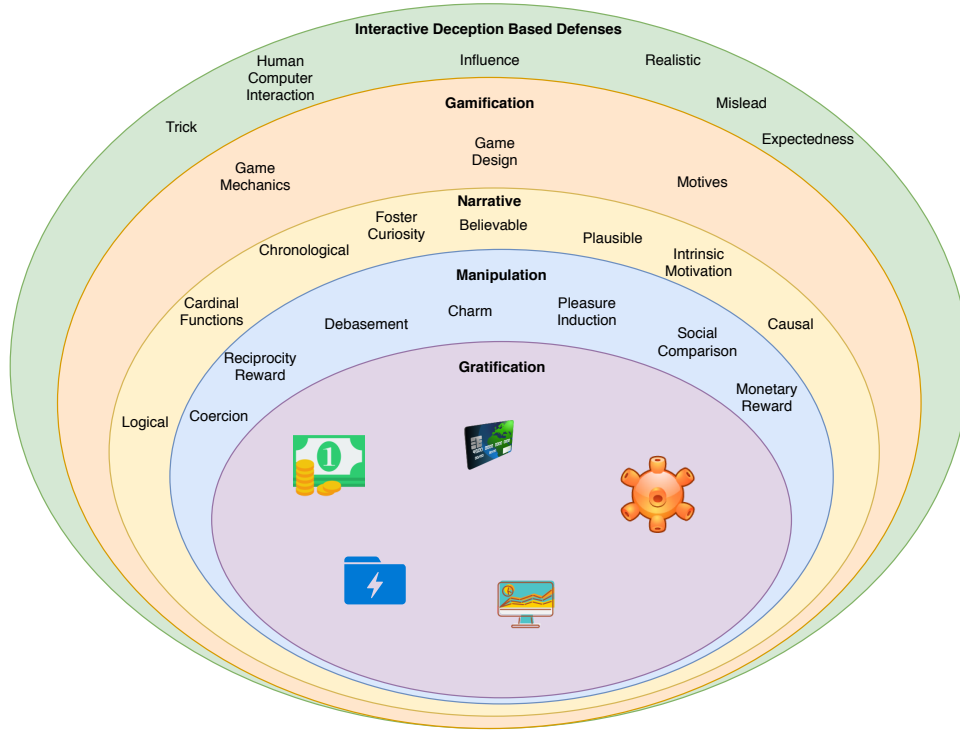 Interactive Deception Based Defenses
Human
Computer
Interaction
Influence
Realistic
Trick
Mislead
Expectedness
Gamification
Game
Mechanics
Game
Design
Motives
Narrative
Logical
Cardinal
Functions
Chronological
Foster
Curiosity
Believable
Plausible
Intrinsic
Motivation
Causal
Manipulation
Coercion
Reciprocity
Reward
Debasement
Charm
Pleasure
Induction
Social
Comparison
Monetary
Reward
Gratification
1